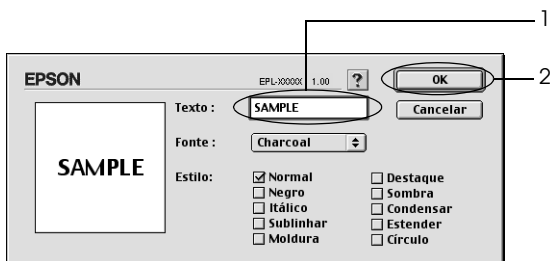 1
EPSON EPL-XXXXX 1.00 ? OK 2
Texto : SAMPLE Cancelar
Fonte : Charcoal
SAMPLE
Estilo: Normal Destaque
Negro Sombra
Itálico Condensar
Sublinhar Estender
Moldura Círculo